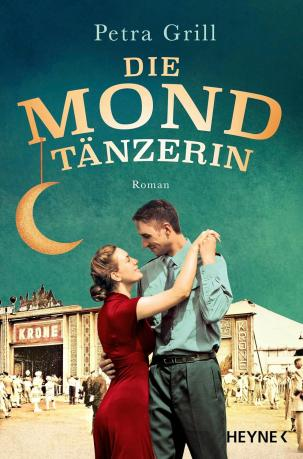 Petra Grill
DIE
MOND
TÄNZERIN
Roman
KRONE
HEYNE